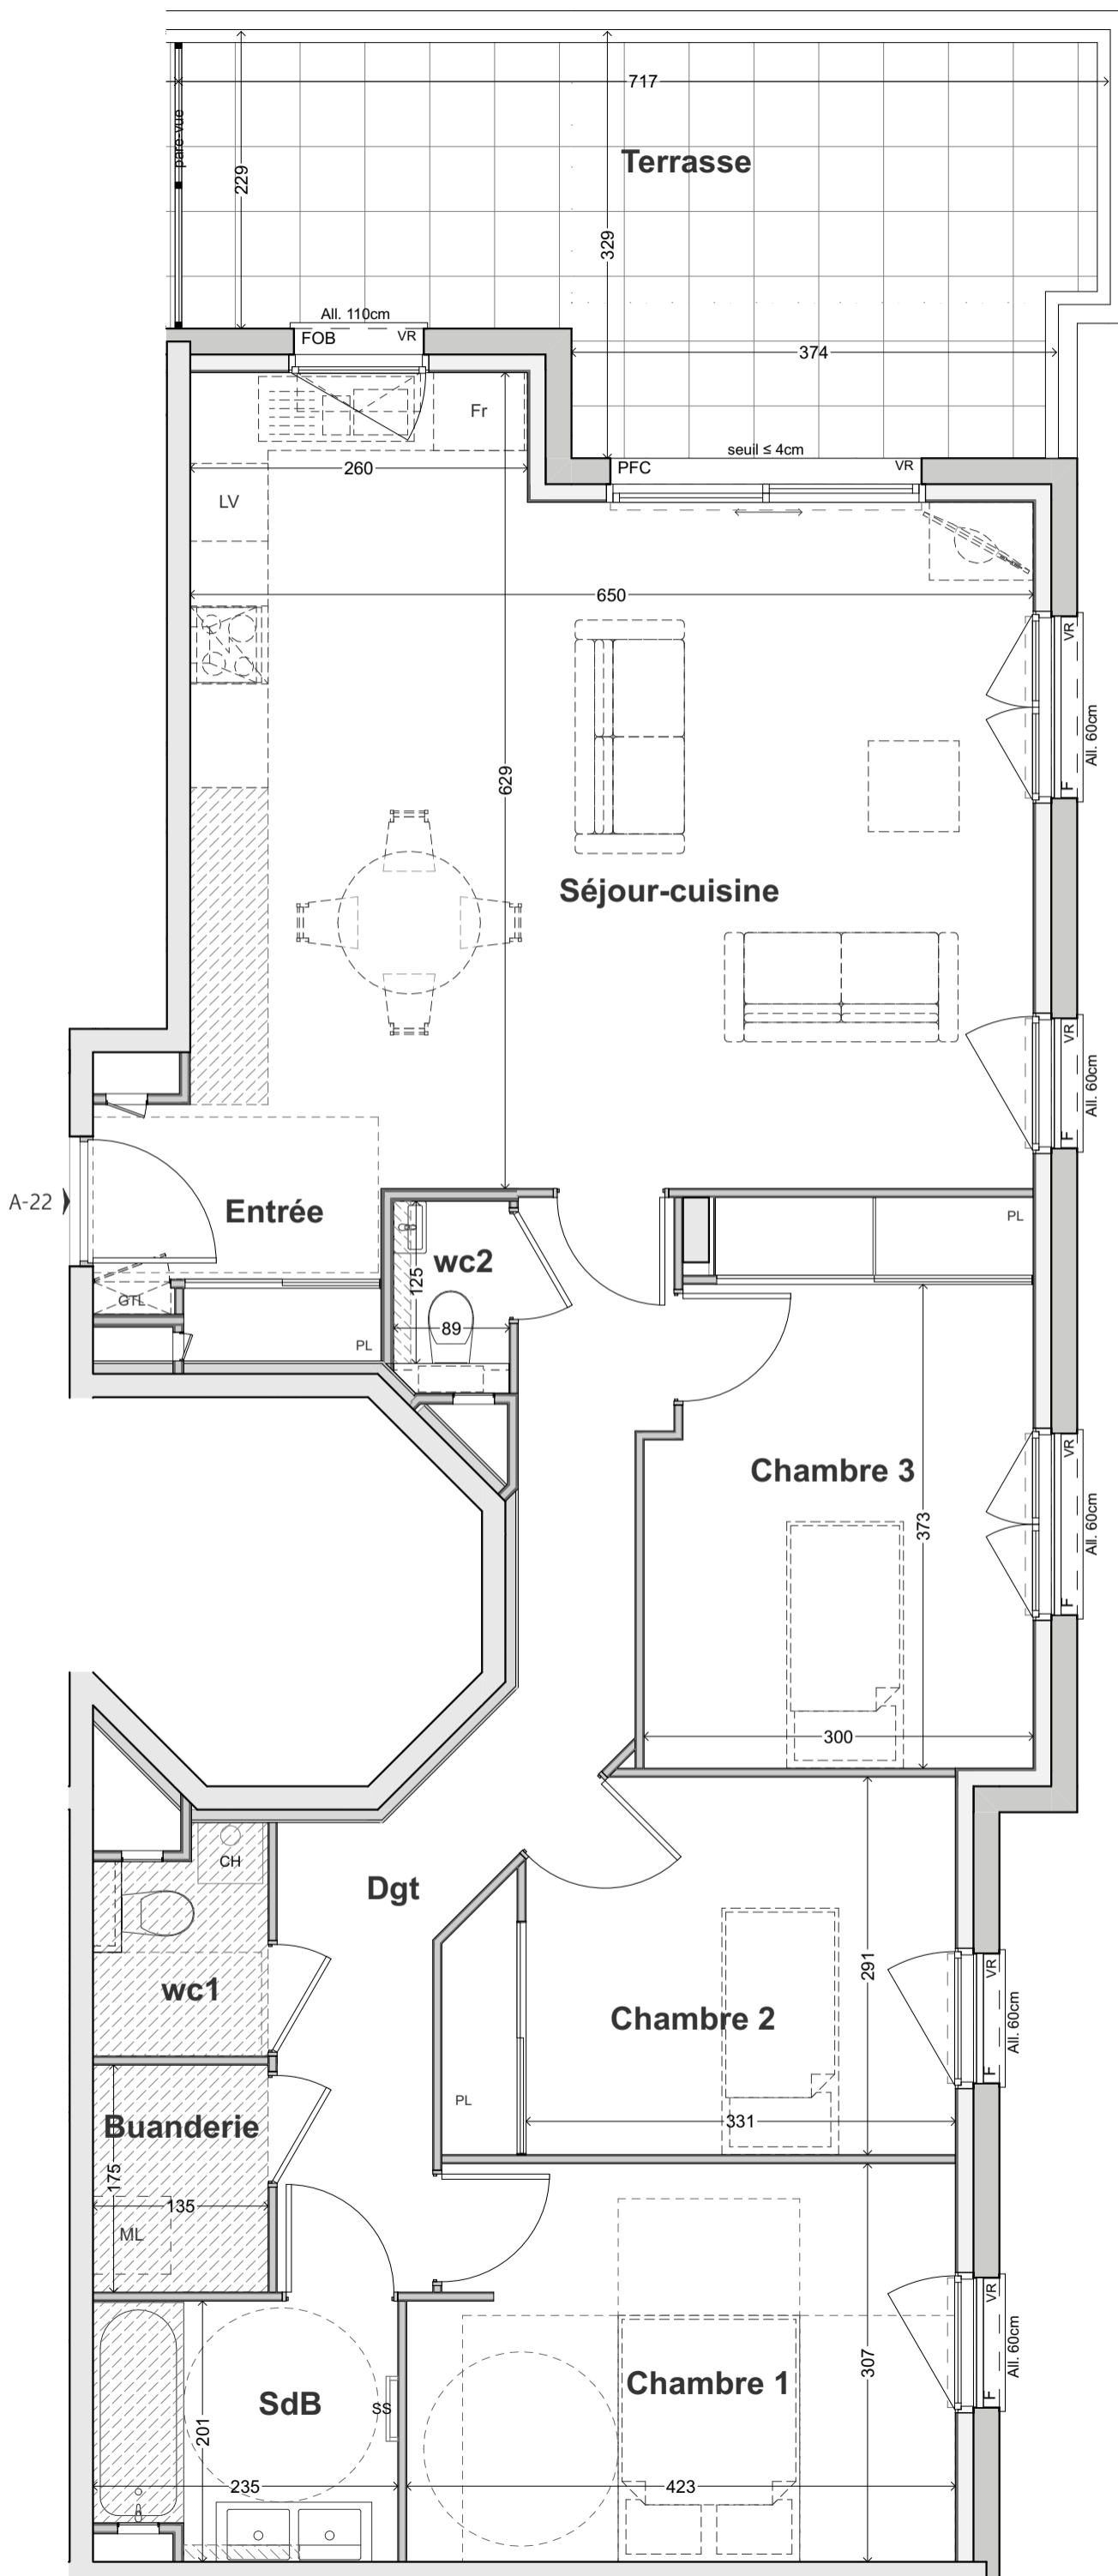 717
pare-vue
Terrasse
229
329
All. 110cm
FOB
VR
374
Fr
seuil ≤ 4cm
PFC
VR
260
LV
650
VR
All. 60cm
F
629
Séjour-cuisine
VR
All. 60cm
F
A-22
Entrée
wc2
PL
125
GTL
89
PL
Chambre 3
VR
373
All. 60cm
F
300
CH
Dgt
wc1
291
VR
Chambre 2
All. 60cm
F
PL
331
Buanderie
175
135
ML
VR
307
All. 60cm
Chambre 1
F
SdB
SS
201
235
423